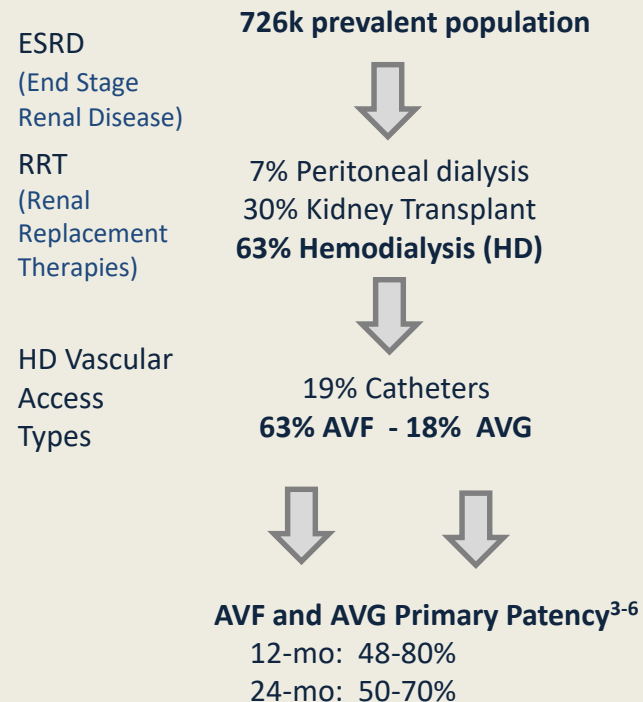 726k prevalent population
ESRD
(End Stage
Renal Disease)
RRT
(Renal
Replacement
Therapies)
7% Peritoneal dialysis
30% Kidney Transplant
63% Hemodialysis (HD)
HD Vascular
Access
Types
19% Catheters
63% AVF - 18% AVG
AVF and AVG Primary Patency3-6
12-mo: 48-80%
24-mo: 50-70%